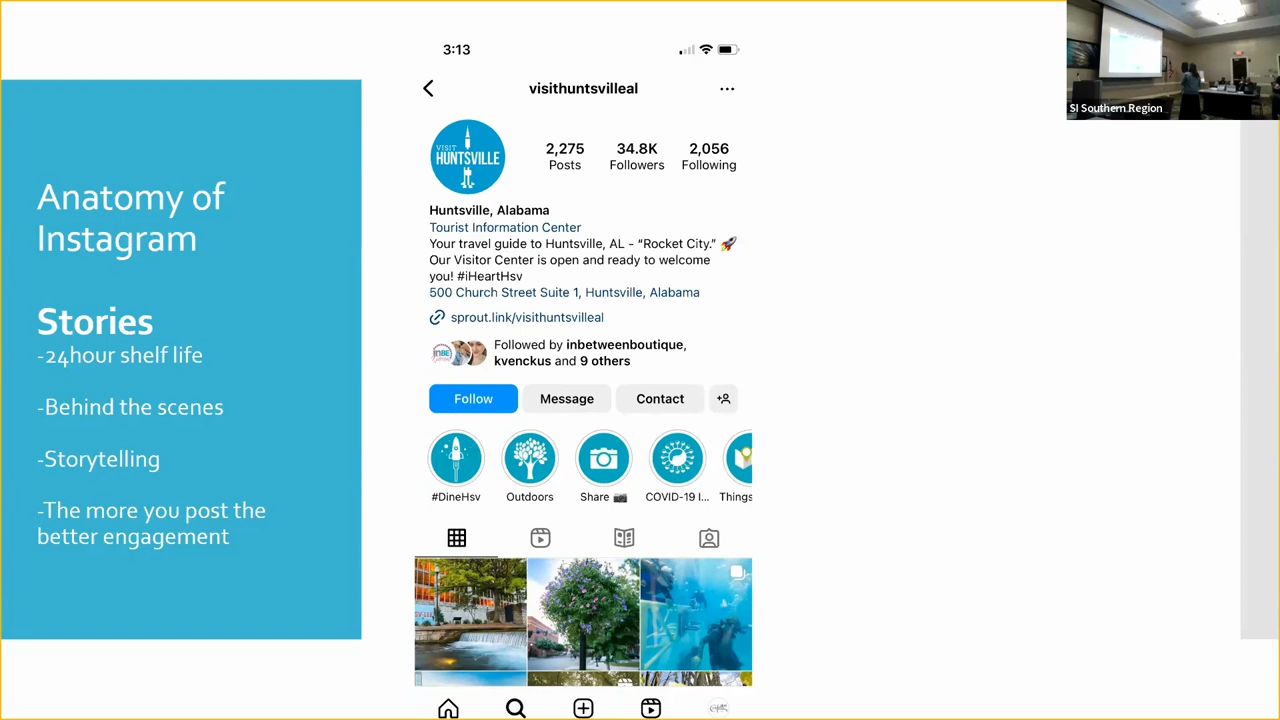 Anatomy of
Instagram
Stories
-24hour shelf life
-Behind the scenes
-Storytelling
-The more you post the
better engagement
3:13
visithuntsvilleal
VISIT
HUNTSVILLE
2,275
Posts
34.8K
Followers
2,056
Following
Huntsville, Alabama
Tourist Information Center
Your travel guide to Huntsville, AL - “Rocket City.” 🚀
Our Visitor Center is open and ready to welcome
you! #iHeartHsv
500 Church Street Suite 1, Huntsville, Alabama
sprout.link/visithuntsvilleal
Followed by inbetweenboutique,
kvenckus and 9 others
Follow
Message
Contact
#DineHsv
Outdoors
Share 📷
COVID-19 I...
Things
SI Southern Region